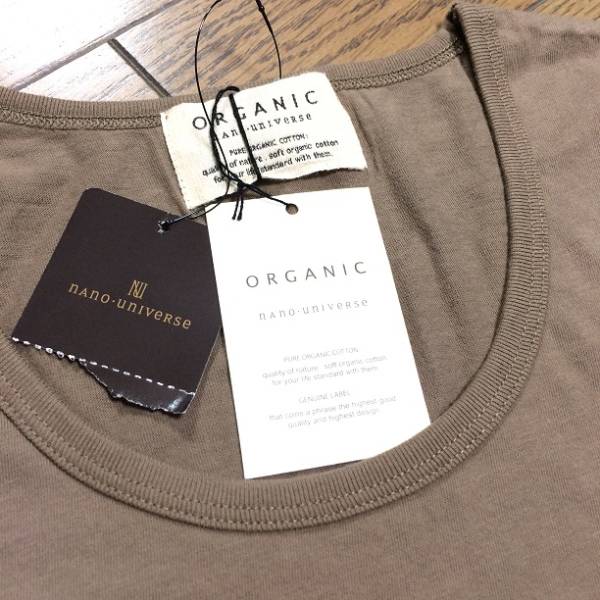 ORGANIC
nano·universe
PURE ORGANIC COTTON:
quality of nature, soft organic cotton
for your life standard with them.
NU
nano·universe
ORGANIC
nano·universe
PURE ORGANIC COTTON
quality of nature, soft organic cotton
for your life standard with them.
GENUINE LABEL
that come a phrase the highest good
quality and highest design.